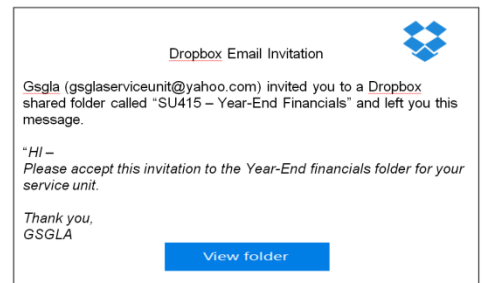 Dropbox Email Invitation
Gsgla (gsglaserviceunit@yahoo.com) invited you to a Dropbox
shared folder called “SU415 – Year-End Financials” and left you this
message.
“HI –
Please accept this invitation to the Year-End financials folder for your
service unit.
Thank you,
GSGLA
View folder